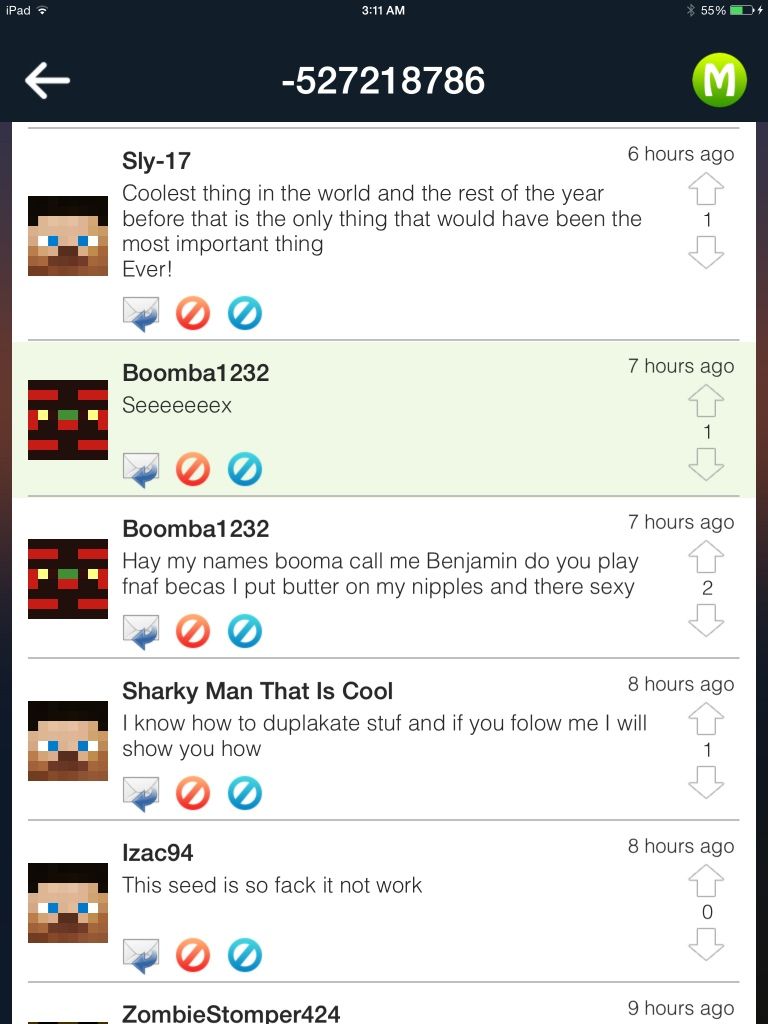 iPad 3:11 AM 55%
-527218786
M
Sly-17 6 hours ago
Coolest thing in the world and the rest of the year
before that is the only thing that would have been the
most important thing
Ever!
1
Boomba1232 7 hours ago
Seeeeeeex
1
Boomba1232 7 hours ago
Hay my names booma call me Benjamin do you play
fnaf becas I put butter on my nipples and there sexy
2
Sharky Man That Is Cool 8 hours ago
I know how to duplakate stuf and if you folow me I will
show you how
1
Izac94 8 hours ago
This seed is so fack it not work
0
ZombieStomper424 9 hours ago